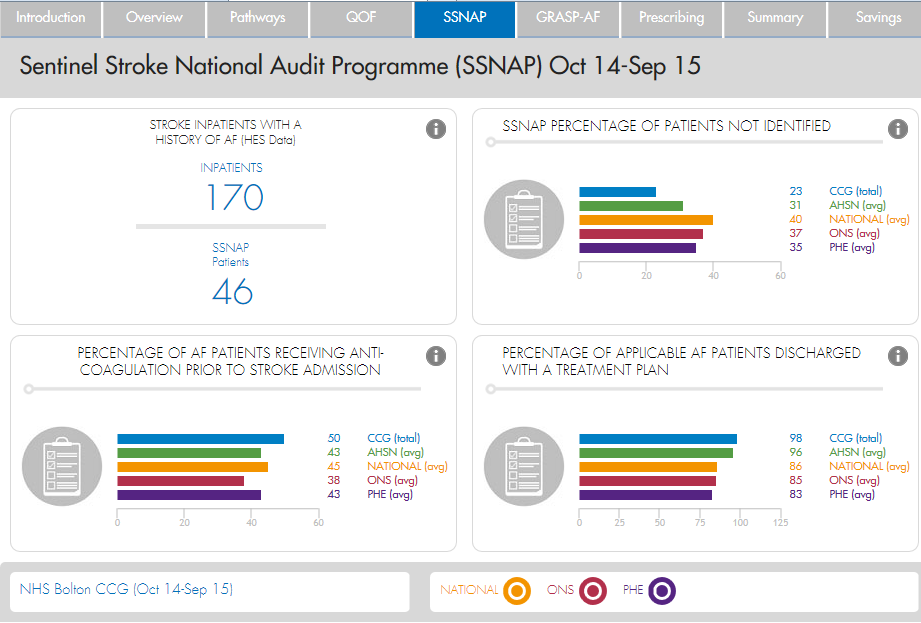 Introduction Overview Pathways QOF SSNAP GRASP-AF Prescribing Summary Savings
Sentinel Stroke National Audit Programme (SSNAP) Oct 14-Sep 15
STROKE INPATIENTS WITH A
HISTORY OF AF (HES Data)
INPATIENTS
170
SSNAP
Patients
46
SSNAP PERCENTAGE OF PATIENTS NOT IDENTIFIED
23 CCG (total)
31 AHSN (avg)
40 NATIONAL (avg)
37 ONS (avg)
35 PHE (avg)
0 20 40 60
PERCENTAGE OF AF PATIENTS RECEIVING ANTI-
COAGULATION PRIOR TO STROKE ADMISSION
50 CCG (total)
43 AHSN (avg)
45 NATIONAL (avg)
38 ONS (avg)
43 PHE (avg)
0 20 40 60
PERCENTAGE OF APPLICABLE AF PATIENTS DISCHARGED
WITH A TREATMENT PLAN
98 CCG (total)
96 AHSN (avg)
86 NATIONAL (avg)
85 ONS (avg)
83 PHE (avg)
0 25 50 75 100 125
NHS Bolton CCG (Oct 14-Sep 15)
NATIONAL ONS PHE